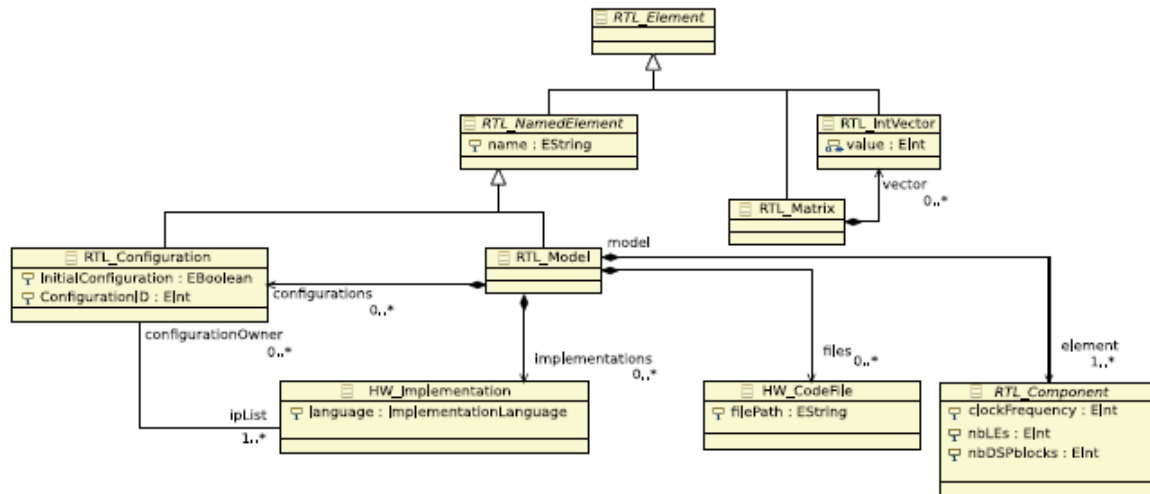 RTL_Element
RTL_NamedElement
name : EString
RTL_IntVector
value : EInt
vector
0..*
RTL_Matrix
RTL_Configuration
InitialConfiguration : EBoolean
ConfigurationID : EInt
RTL_Model
model
configurations
0..*
configurationOwner
0..*
implementations
0..*
files
0..*
element
1..*
ipList
1..*
HW_Implementation
language : ImplementationLanguage
HW_CodeFile
filePath : EString
RTL_Component
clockFrequency : EInt
nbLEs : EInt
nbDSPblocks : EInt